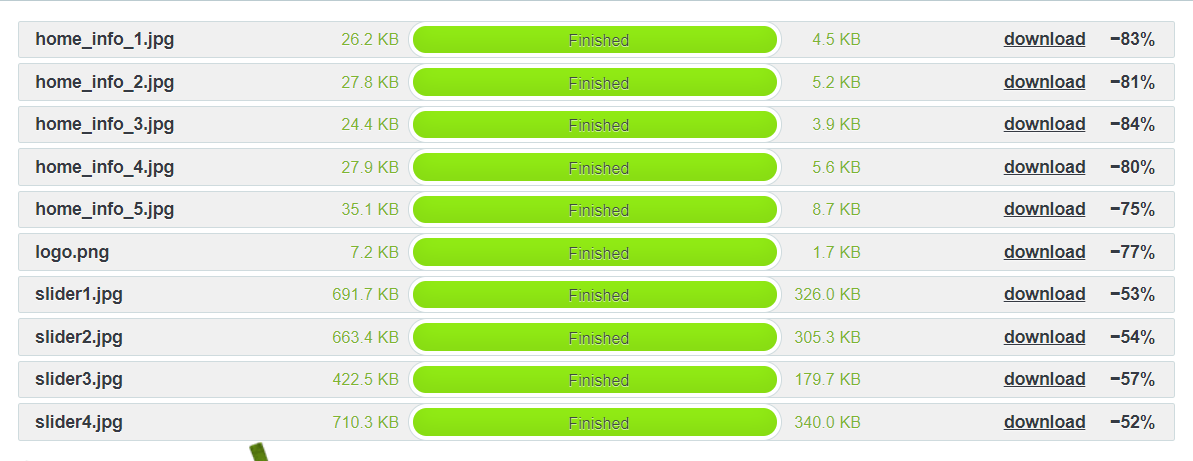 home_info_1.jpg 26.2 KB Finished 4.5 KB download −83%
home_info_2.jpg 27.8 KB Finished 5.2 KB download −81%
home_info_3.jpg 24.4 KB Finished 3.9 KB download −84%
home_info_4.jpg 27.9 KB Finished 5.6 KB download −80%
home_info_5.jpg 35.1 KB Finished 8.7 KB download −75%
logo.png 7.2 KB Finished 1.7 KB download −77%
slider1.jpg 691.7 KB Finished 326.0 KB download −53%
slider2.jpg 663.4 KB Finished 305.3 KB download −54%
slider3.jpg 422.5 KB Finished 179.7 KB download −57%
slider4.jpg 710.3 KB Finished 340.0 KB download −52%